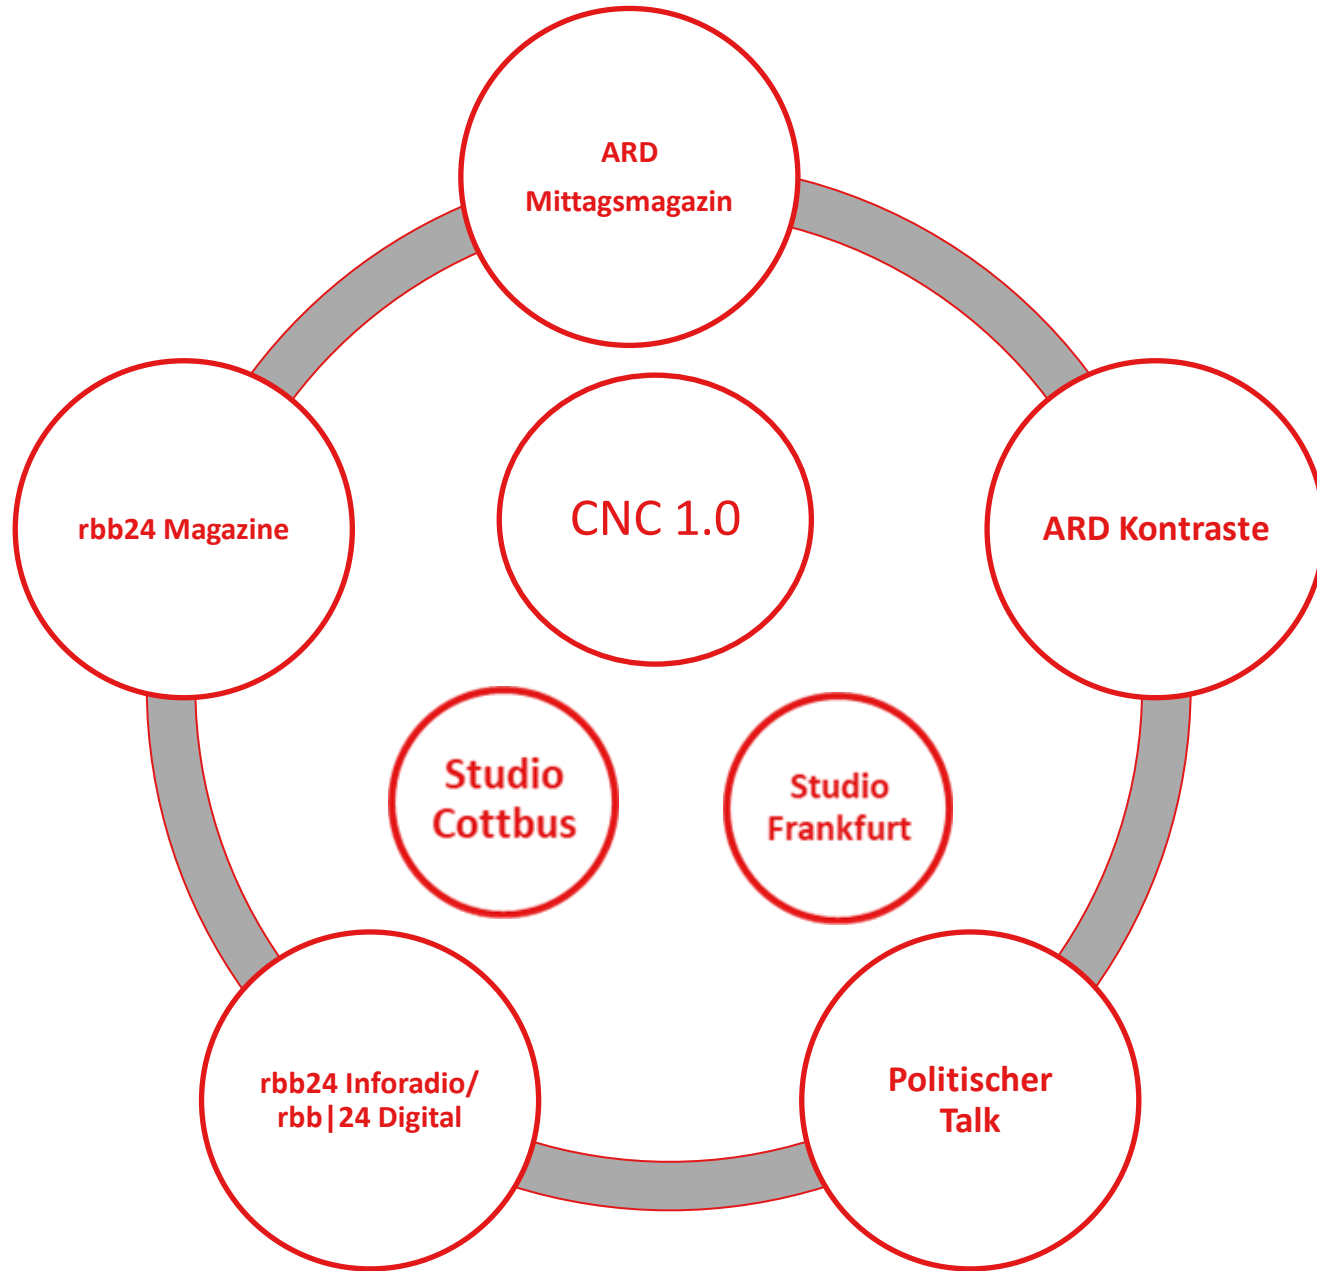 ARD
Mittagsmagazin
rbb24 Magazine
CNC 1.0
ARD Kontraste
Studio
Cottbus
Studio
Frankfurt
rbb24 Inforadio/
rbb|24 Digital
Politischer
Talk